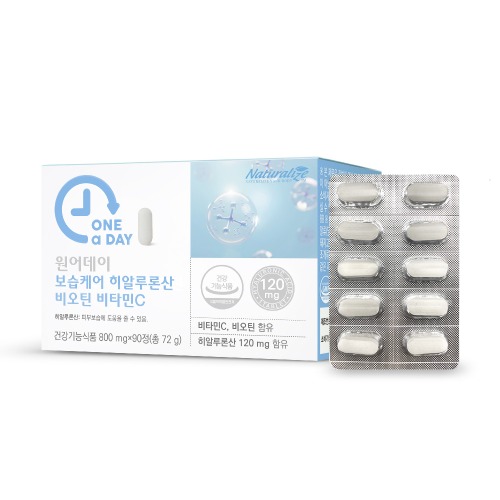 ONE
a DAY
원어데이
보습케어 히알루론산
비오틴 비타민C
히알루론산: 피부보습에 도움을 줄 수 있음.
건강기능식품 800 mg×90정(총 72 g)
Naturalize
건강
기능식품
120
mg
비타민C, 비오틴 함유
히알루론산 120 mg 함유